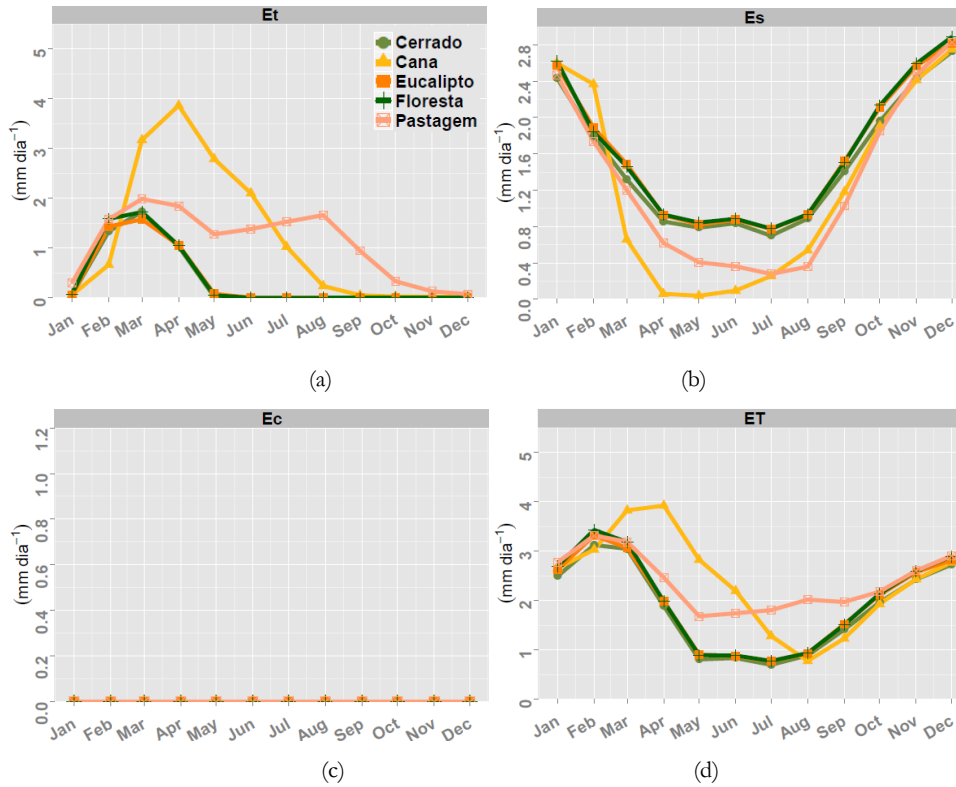 Et
(mm dia⁻¹)
5
4
3
2
1
0
Cerrado
Cana
Eucalipto
Floresta
Pastagem
Jan Feb Mar Apr May Jun Jul Aug Sep Oct Nov Dec
(a)
Es
(mm dia⁻¹)
2.8
2.4
2.0
1.6
1.2
0.8
0.4
0.0
Jan Feb Mar Apr May Jun Jul Aug Sep Oct Nov Dec
(b)
Ec
(mm dia⁻¹)
1.2
1.0
0.8
0.6
0.4
0.2
0.0
Jan Feb Mar Apr May Jun Jul Aug Sep Oct Nov Dec
(c)
ET
(mm dia⁻¹)
5
4
3
2
1
0
Jan Feb Mar Apr May Jun Jul Aug Sep Oct Nov Dec
(d)